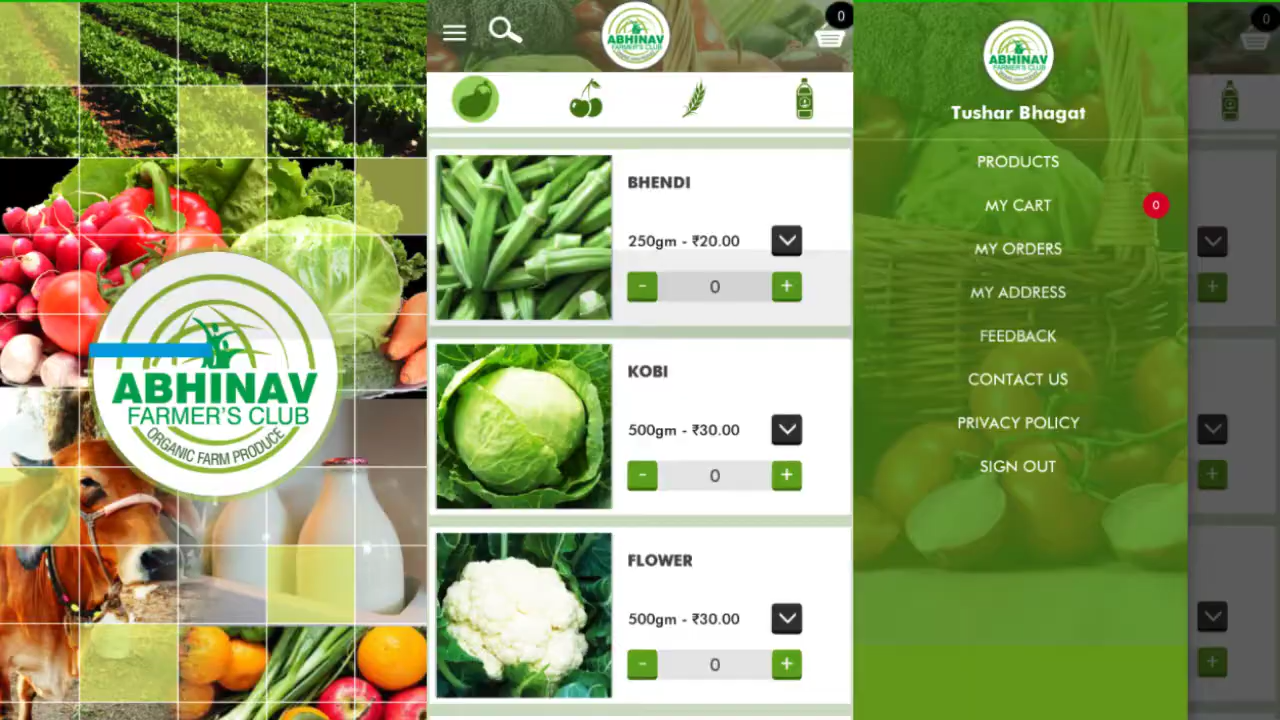 ABHINAV
FARMER'S CLUB
ORGANIC FARM PRODUCE
ABHINAV
FARMER'S CLUB
0
BHENDI
250gm - ₹20.00
-
0
+
KOBI
500gm - ₹30.00
-
0
+
FLOWER
500gm - ₹30.00
-
0
+
ABHINAV
FARMER'S CLUB
Tushar Bhagat
PRODUCTS
MY CART
0
MY ORDERS
MY ADDRESS
FEEDBACK
CONTACT US
PRIVACY POLICY
SIGN OUT
0
+
+
+